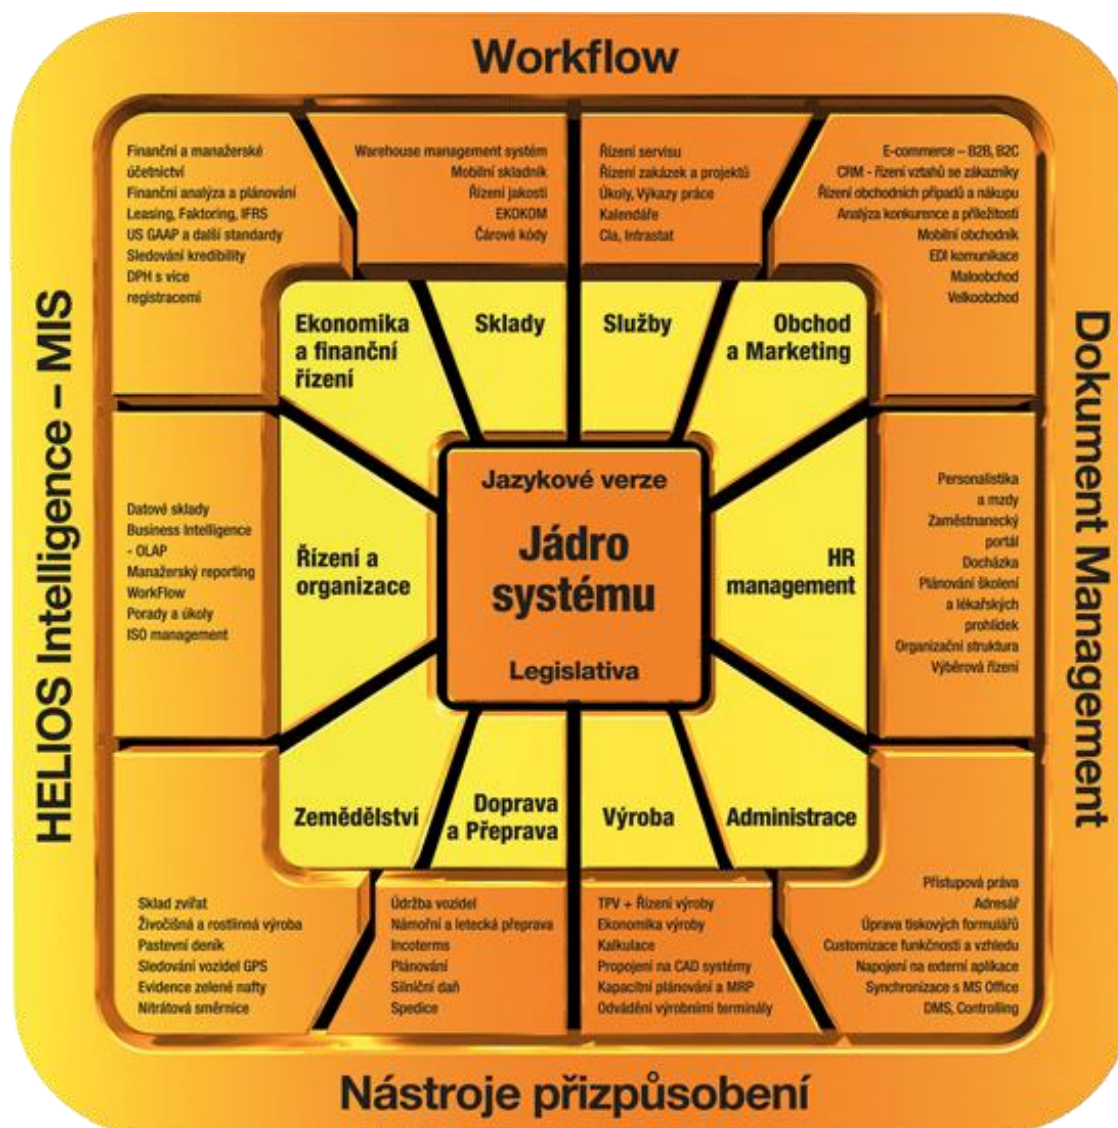 Workflow
Finanční a manažerské
účetnictví
Finanční analýza a plánování
Leasing, Faktoring, IFRS
US GAAP a další standardy
Sledování kredibility
DPH s více
registracemi
Warehouse management systém
Mobilní skladník
Řízení jakosti
EKOKOM
Čárové kódy
Řízení servisu
Řízení zakázek a projektů
Úkoly, Výkazy práce
Kalendáře
Cla, Intrastat
E-commerce – B2B, B2C
CRM - řízení vztahů se zákazníky
Řízení obchodních případů a nákupu
Analýza konkurence a příležitostí
Mobilní obchodník
EDI komunikace
Maloobchod
Velkoobchod
Ekonomika
a finanční
řízení
Sklady
Služby
Obchod
a Marketing
HELIOS Intelligence – MIS
Datové sklady
Business Intelligence
- OLAP
Manažerský reporting
WorkFlow
Porady a úkoly
ISO management
Řízení a
organizace
Jazykové verze
Jádro
systému
Legislativa
HR
management
Personalistika
a mzdy
Zaměstnanecký
portál
Docházka
Plánování školení
a lékařských
prohlídek
Organizační struktura
Výběrová řízení
Dokument Management
Zemědělství
Doprava
a Přeprava
Výroba
Administrace
Sklad zvířat
Živočišná a rostlinná výroba
Pastevní deník
Sledování vozidel GPS
Evidence zelené nafty
Nitrátová směrnice
Údržba vozidel
Námořní a letecká přeprava
Incoterms
Plánování
Silniční daň
Spedice
TPV + Řízení výroby
Ekonomika výroby
Kalkulace
Propojení na CAD systémy
Kapacitní plánování a MRP
Odvádění výrobními terminály
Přístupová práva
Adresář
Úprava tiskových formulářů
Customizace funkčnosti a vzhledu
Napojení na externí aplikace
Synchronizace s MS Office
DMS, Controlling
Nástroje přizpůsobení